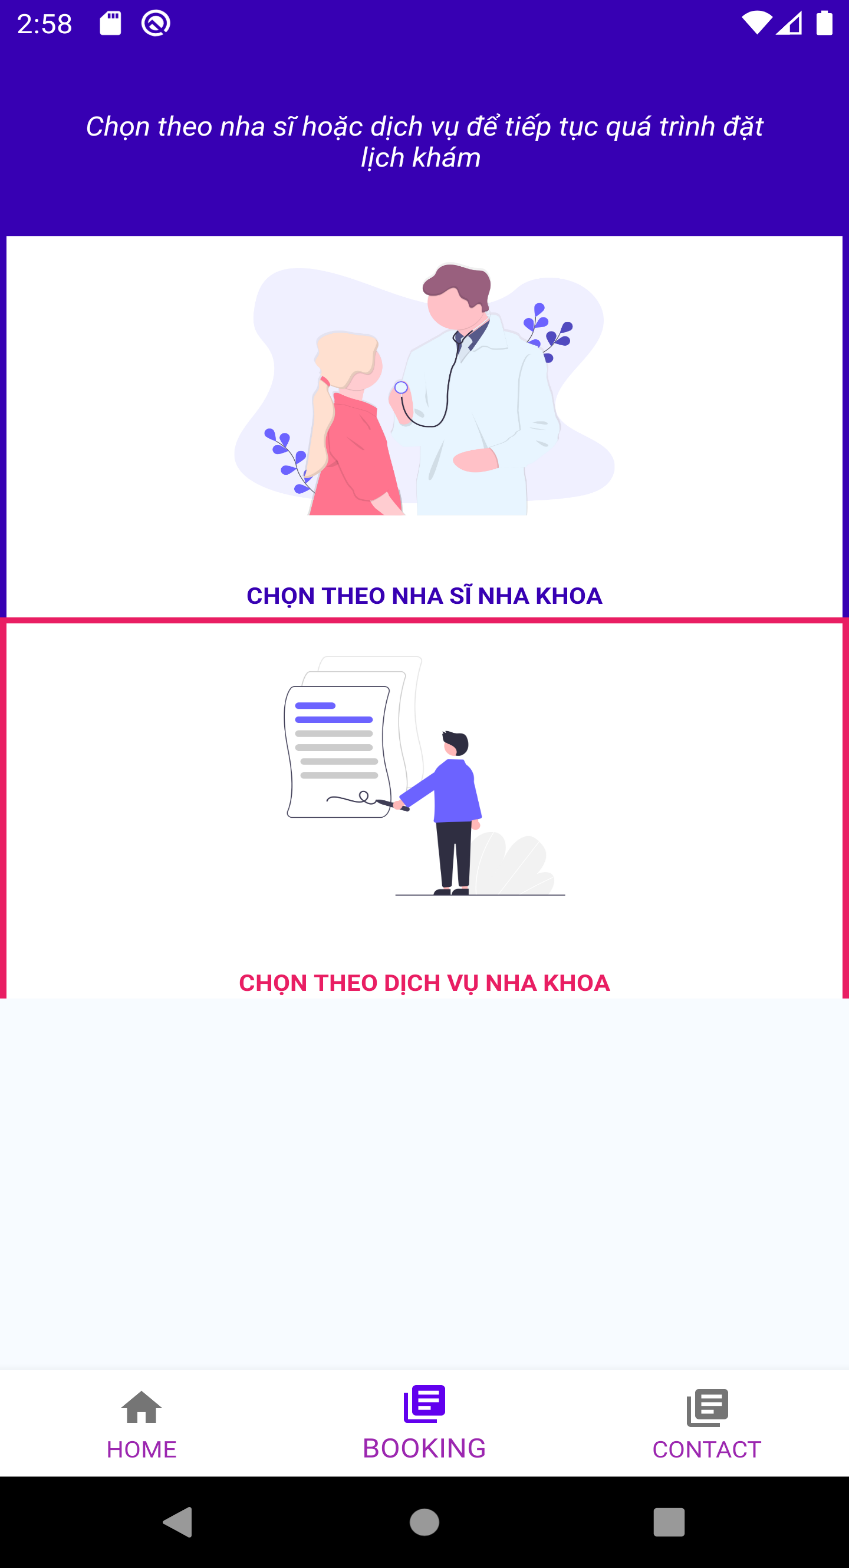 2:58
Chọn theo nha sĩ hoặc dịch vụ để tiếp tục quá trình đặt
lịch khám
CHỌN THEO NHA SĨ NHA KHOA
CHỌN THEO DỊCH VỤ NHA KHOA
HOME
BOOKING
CONTACT